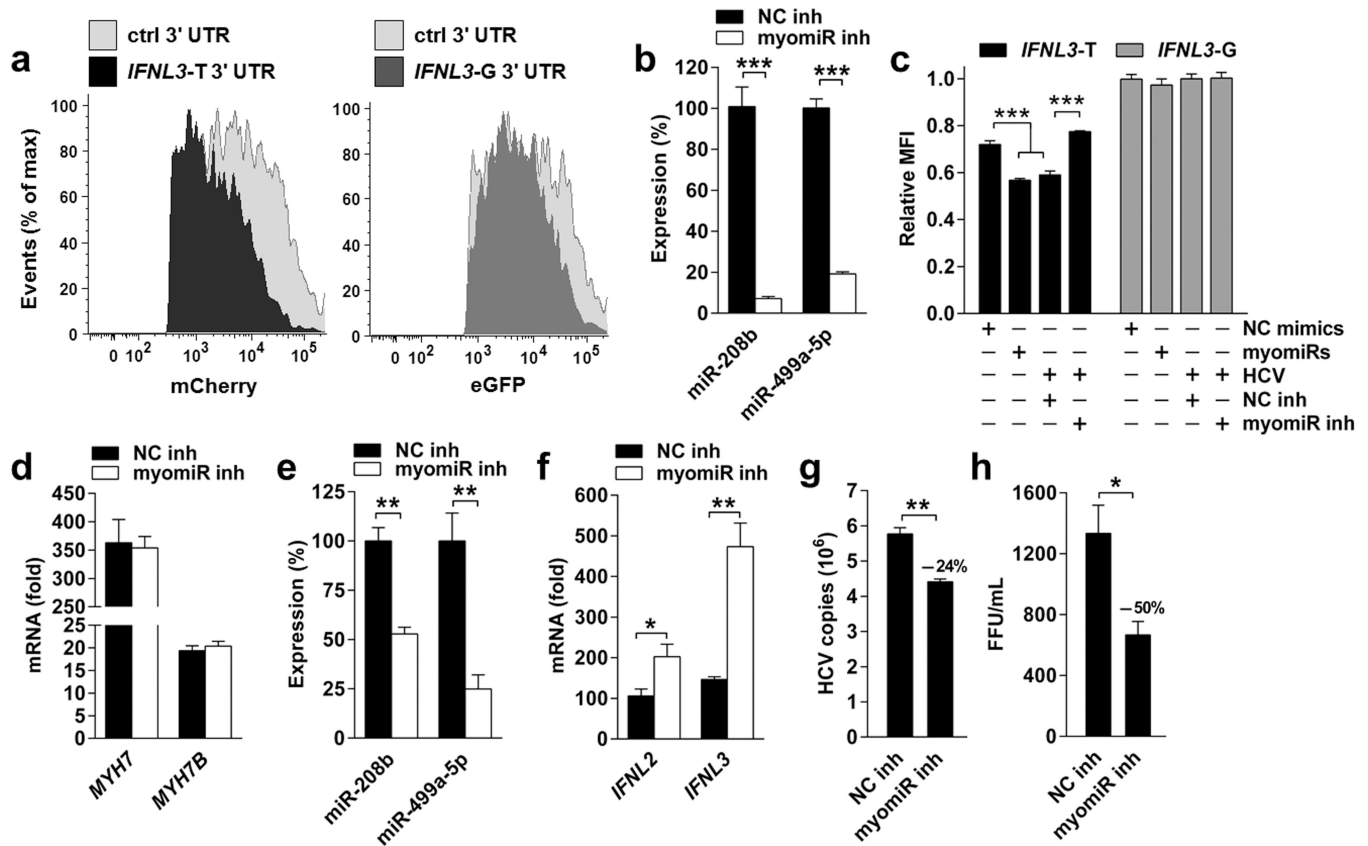 a
ctrl 3' UTR
IFNL3-T 3' UTR
Events (% of max)
100
80
60
40
20
0
0 10² 10³ 10⁴ 10⁵
mCherry
ctrl 3' UTR
IFNL3-G 3' UTR
100
80
60
40
20
0
0 10² 10³ 10⁴ 10⁵
eGFP
b
NC inh
myomiR inh
Expression (%)
120
100
80
60
40
20
0
*** ***
miR-208b
miR-499a-5p
c
IFNL3-T IFNL3-G
Relative MFI
1.0
0.8
0.6
0.4
0.2
0.0
*** ***
+ – – – + – – – NC mimics
– + – – – + – – myomiRs
– – + + – – + + HCV
– – + – – – + – NC inh
– – – + – – – + myomiR inh
d
NC inh
myomiR inh
mRNA (fold)
450
400
350
300
250
25
20
15
10
5
0
MYH7
MYH7B
e
NC inh
myomiR inh
Expression (%)
125
100
75
50
25
0
** **
miR-208b
miR-499a-5p
f
NC inh
myomiR inh
mRNA (fold)
600
500
400
300
200
100
0
* **
IFNL2
IFNL3
g
HCV copies (10⁶)
7
6
5
4
3
2
1
0
**
–24%
NC inh
myomiR inh
h
FFU/mL
1600
1200
800
400
0
*
–50%
NC inh
myomiR inh